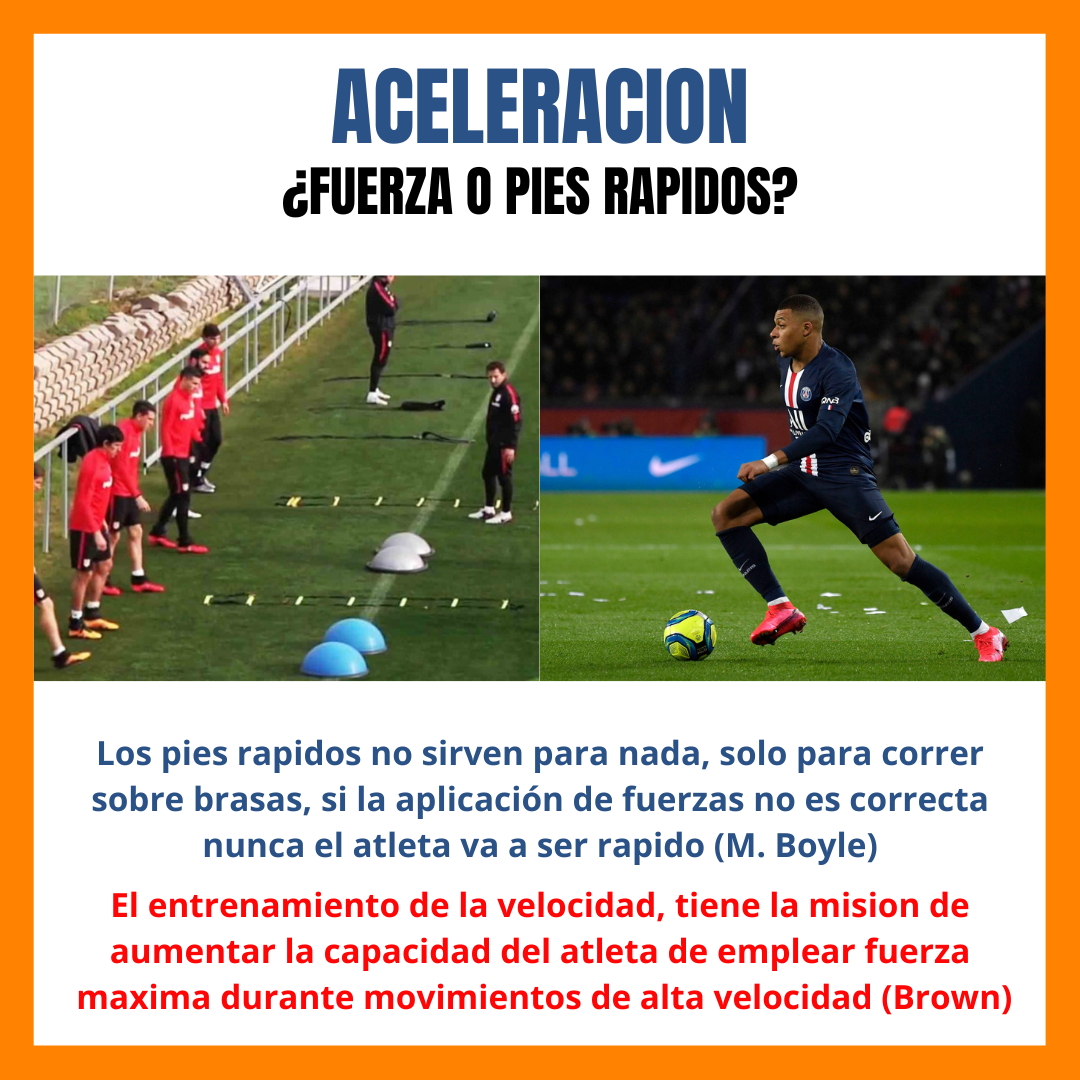 ACELERACION
¿FUERZA O PIES RAPIDOS?
Los pies rapidos no sirven para nada, solo para correr
sobre brasas, si la aplicación de fuerzas no es correcta
nunca el atleta va a ser rapido (M. Boyle)
El entrenamiento de la velocidad, tiene la mision de
aumentar la capacidad del atleta de emplear fuerza
maxima durante movimientos de alta velocidad (Brown)